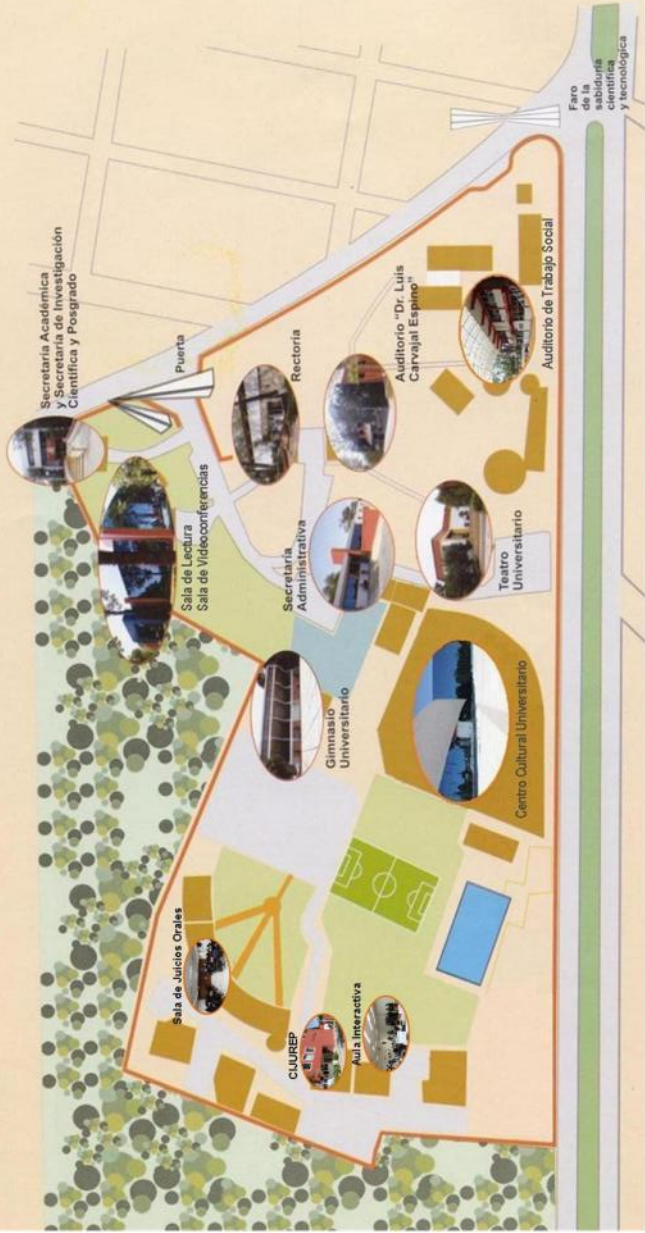 Sala de Juicios Orales
CIJUREP
Aula Interactiva
Secretaría Académica
y Secretaría de Investigación
Científica y Posgrado
Sala de Lectura
Sala de Videoconferencias
Puerta
Gimnasio
Universitario
Secretaría
Administrativa
Rectoría
Auditorio "Dr. Luis
Carvajal Espino"
Centro Cultural Universitario
Teatro
Universitario
Auditorio de Trabajo Social
Faro
de la
sabiduría
científica
y tecnológica